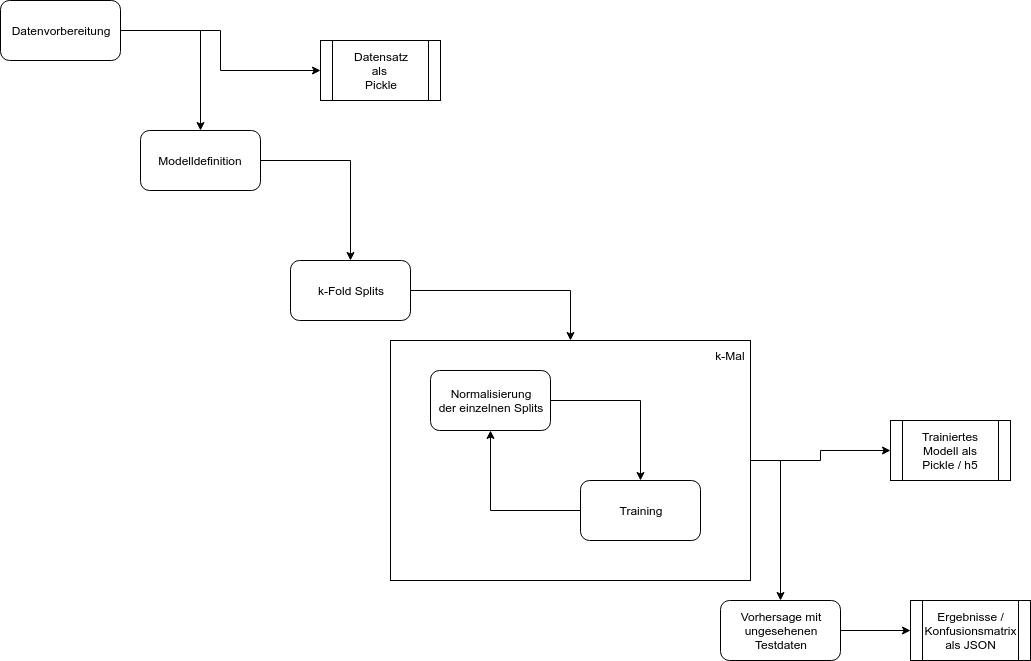 Datenvorbereitung
Datensatz
als
Pickle
Modelldefinition
k-Fold Splits
k-Mal
Normalisierung
der einzelnen Splits
Training
Trainiertes
Modell als
Pickle / h5
Vorhersage mit
ungesehenen
Testdaten
Ergebnisse /
Konfusionsmatrix
als JSON